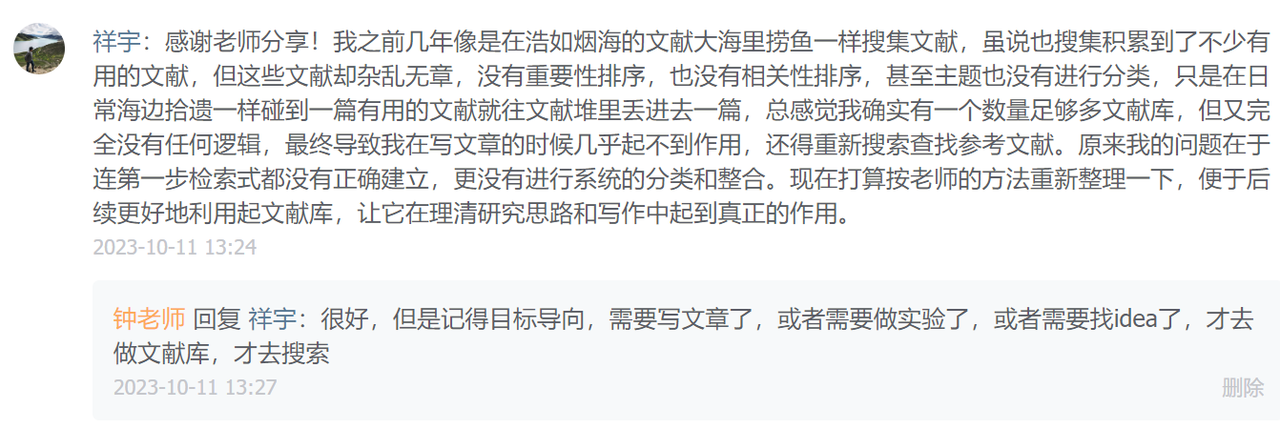 祥宇：感谢老师分享！我之前几年像是在浩如烟海的文献大海里捞鱼一样搜集文献，虽说也搜集积累到了不少有
用的文献，但这些文献却杂乱无章，没有重要性排序，也没有相关性排序，甚至主题也没有进行分类，只是在日
常海边拾遗一样碰到一篇有用的文献就往文献堆里丢进去一篇，总感觉我确实有一个数量足够多文献库，但又完
全没有任何逻辑，最终导致我在写文章的时候几乎起不到作用，还得重新搜索查找参考文献。原来我的问题在于
连第一步检索式都没有正确建立，更没有进行系统的分类和整合。现在打算按老师的方法重新整理一下，便于后
续更好地利用起文献库，让它在理清研究思路和写作中起到真正的作用。
2023-10-11 13:24
钟老师 回复 祥宇：很好，但是记得目标导向，需要写文章了，或者需要做实验了，或者需要找idea了，才去
做文献库，才去搜索
2023-10-11 13:27
删除